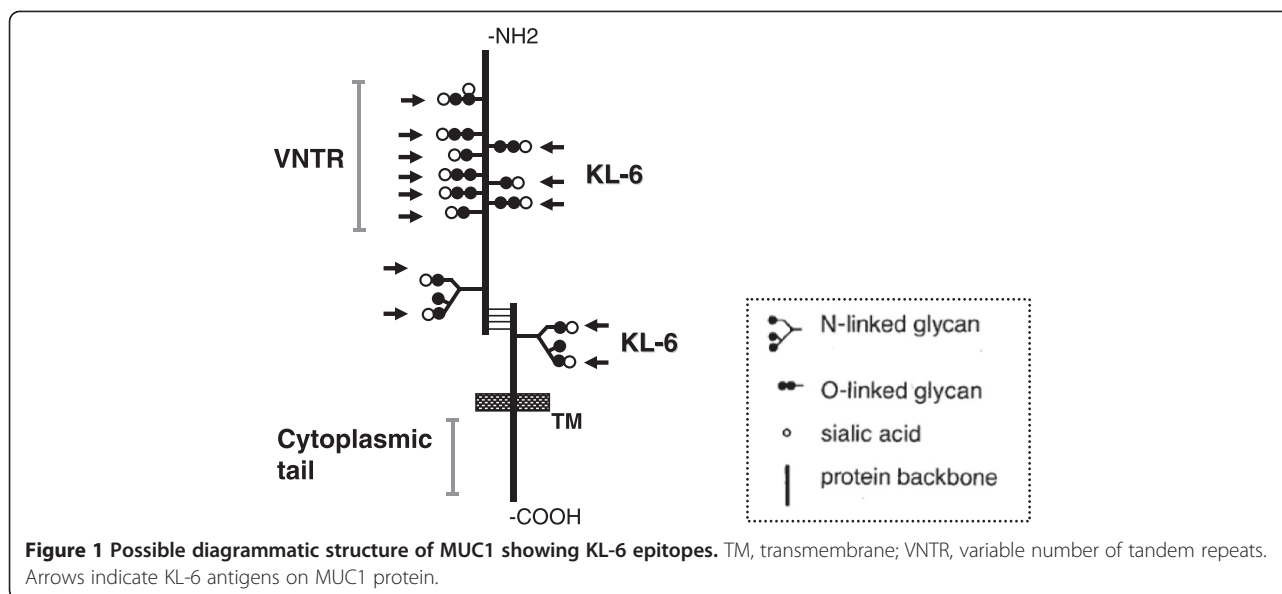 -NH2
VNTR
KL-6
KL-6
TM
Cytoplasmic
tail
-COOH
N-linked glycan
O-linked glycan
sialic acid
protein backbone
Figure 1 Possible diagrammatic structure of MUC1 showing KL-6 epitopes. TM, transmembrane; VNTR, variable number of tandem repeats.
Arrows indicate KL-6 antigens on MUC1 protein.